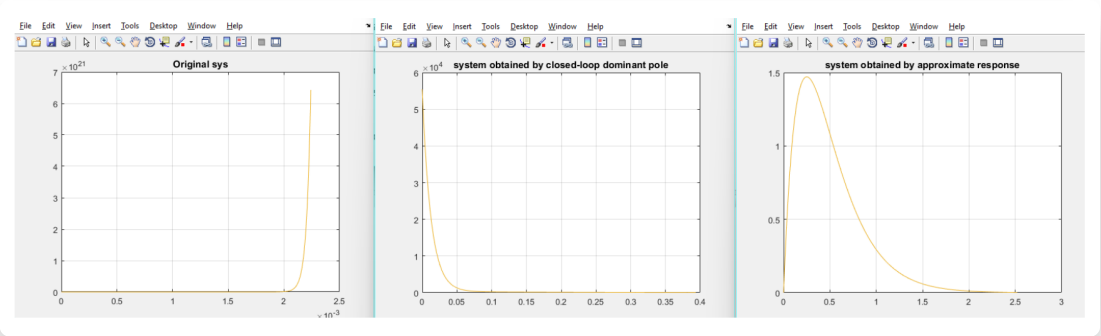 File Edit View Insert Tools Desktop Window Help
Original sys
×10^21
7
6
5
4
3
2
1
0
0 0.5 1 1.5 2 2.5
×10^-3
File Edit View Insert Tools Desktop Window Help
system obtained by closed-loop dominant pole
×10^4
6
5
4
3
2
1
0
0 0.05 0.1 0.15 0.2 0.25 0.3 0.35 0.4
File Edit View Insert Tools Desktop Window Help
system obtained by approximate response
1.5
1
0.5
0
0 0.5 1 1.5 2 2.5 3